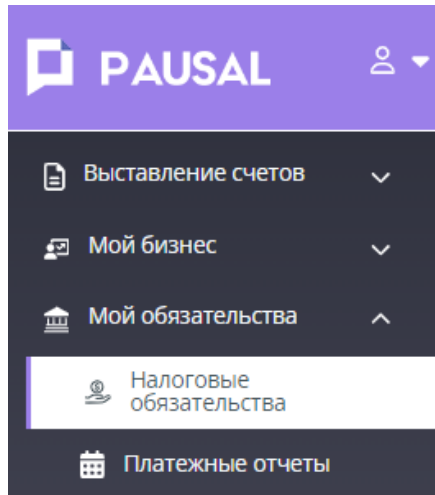 PAUSAL
Выставление счетов
Мой бизнес
Мой обязательства
Налоговые
обязательства
Платежные отчеты